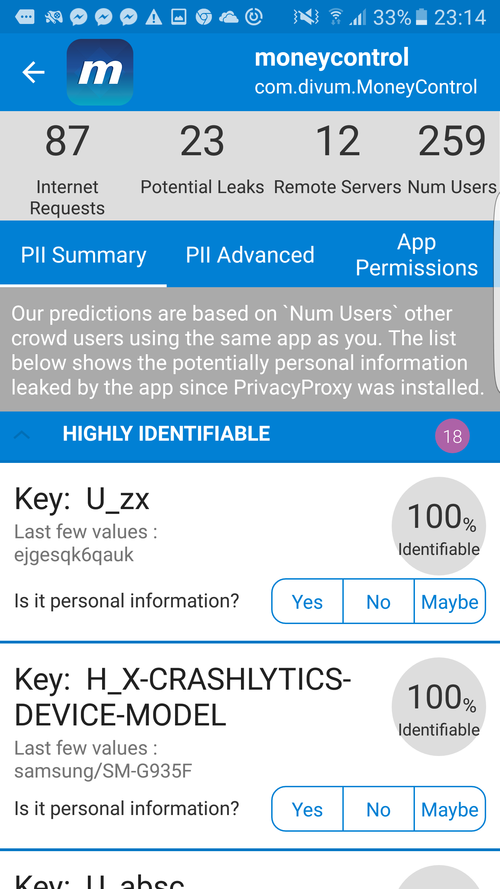 33% 23:14
m
moneycontrol
com.divum.MoneyControl
87 23 12 259
Internet Requests Potential Leaks Remote Servers Num Users
PII Summary PII Advanced App Permissions
Our predictions are based on `Num Users` other
crowd users using the same app as you. The list
below shows the potentially personal information
leaked by the app since PrivacyProxy was installed.
HIGHLY IDENTIFIABLE 18
Key: U_zx
Last few values :
ejgesqk6qauk
100%
Identifiable
Is it personal information? Yes No Maybe
Key: H_X-CRASHLYTICS-
DEVICE-MODEL
Last few values :
samsung/SM-G935F
100%
Identifiable
Is it personal information? Yes No Maybe
Key: U_absc